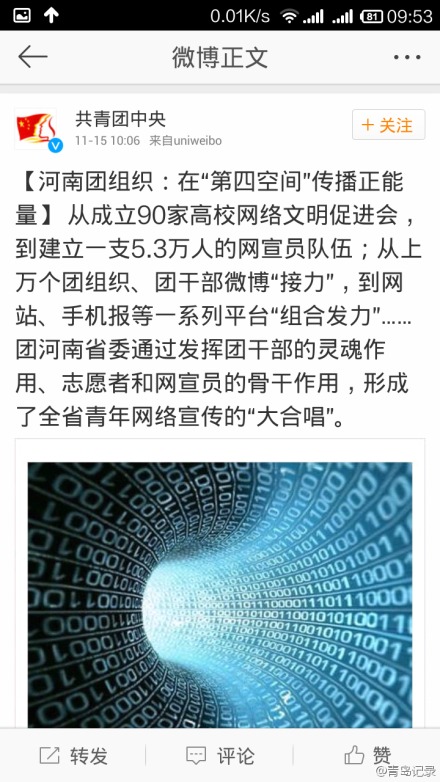 0.01K/s 81 09:53
微博正文
共青团中央
+ 关注
11-15 10:06 来自uniweibo
【河南团组织：在“第四空间”传播正能
量】从成立90家高校网络文明促进会，
到建立一支5.3万人的网宣员队伍；从上
万个团组织、团干部微博“接力”，到网
站、手机报等一系列平台“组合发力”……
团河南省委通过发挥团干部的灵魂作
用、志愿者和网宣员的骨干作用，形成
了全省青年网络宣传的“大合唱”。
转发 评论 赞
@青岛记录